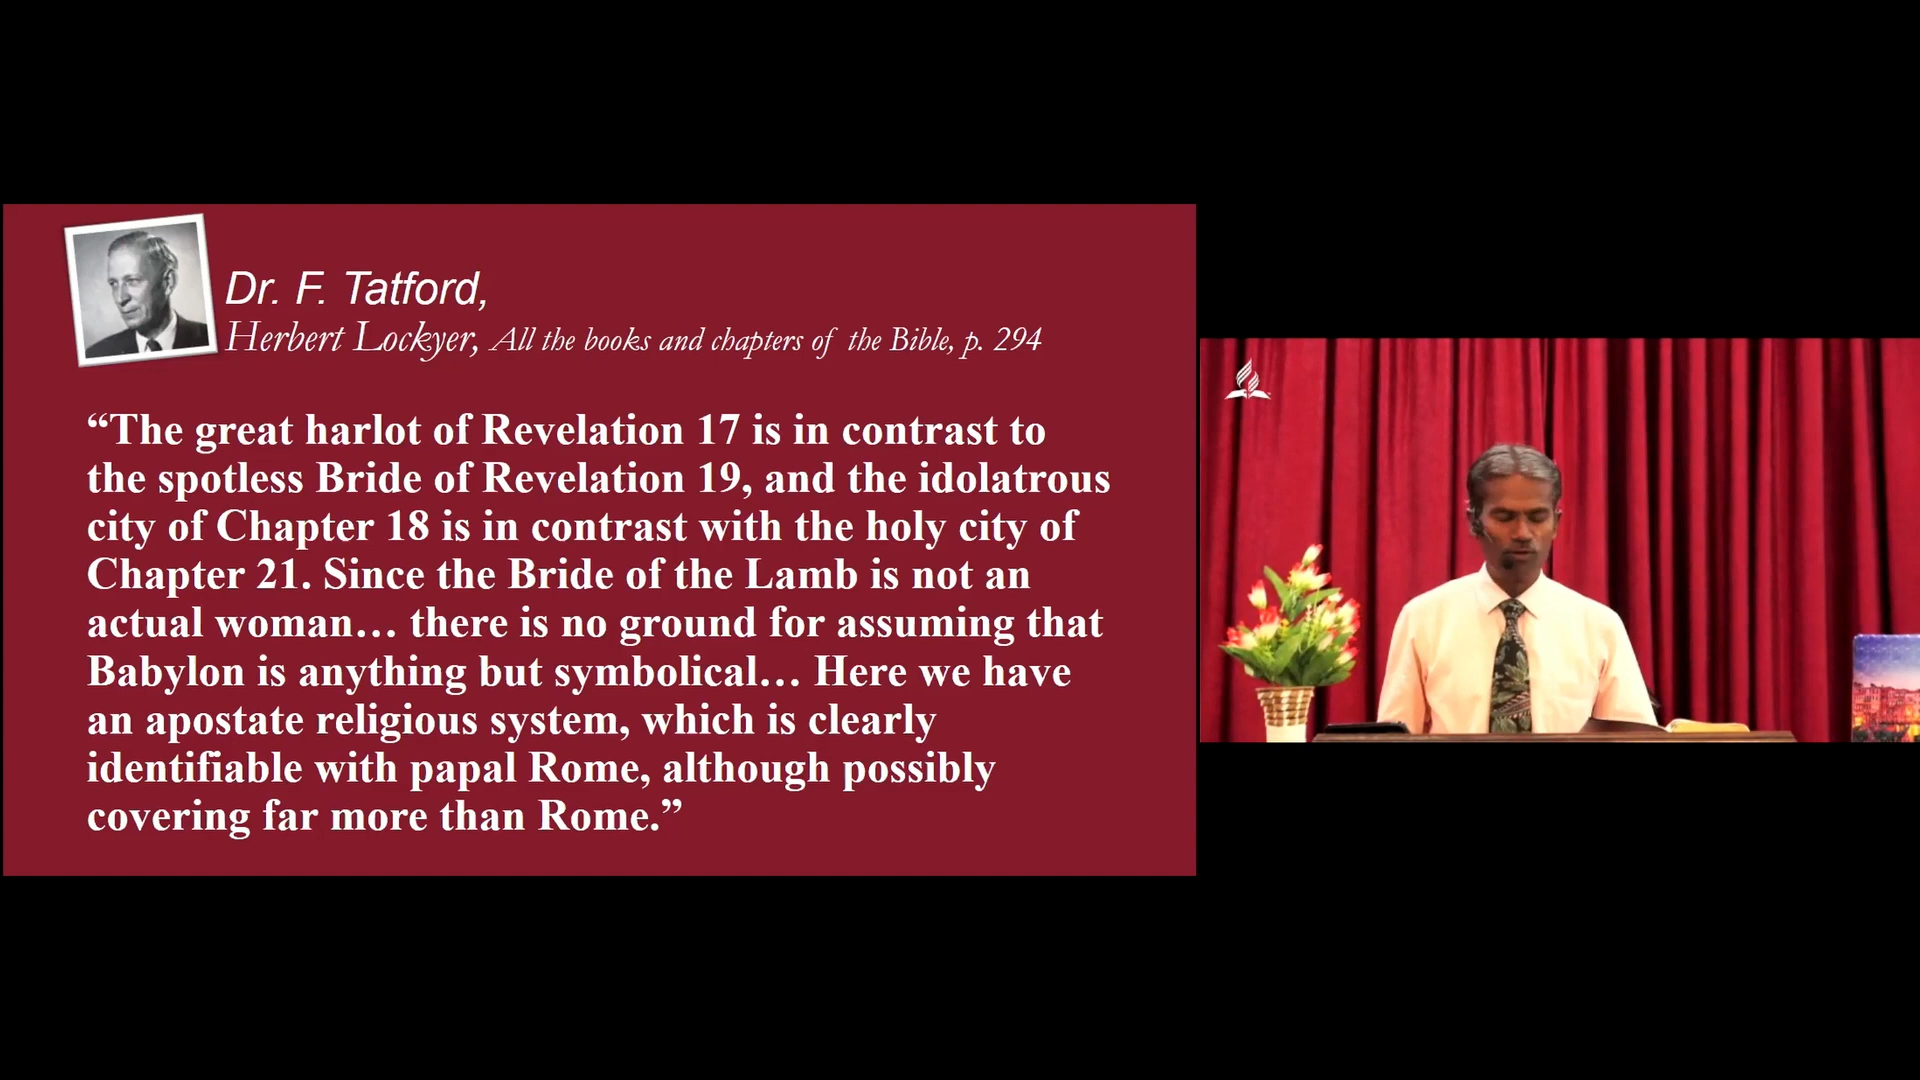 Dr. F. Tatford,
Herbert Lockyer, All the books and chapters of the Bible, p. 294
“The great harlot of Revelation 17 is in contrast to
the spotless Bride of Revelation 19, and the idolatrous
city of Chapter 18 is in contrast with the holy city of
Chapter 21. Since the Bride of the Lamb is not an
actual woman… there is no ground for assuming that
Babylon is anything but symbolical… Here we have
an apostate religious system, which is clearly
identifiable with papal Rome, although possibly
covering far more than Rome.”